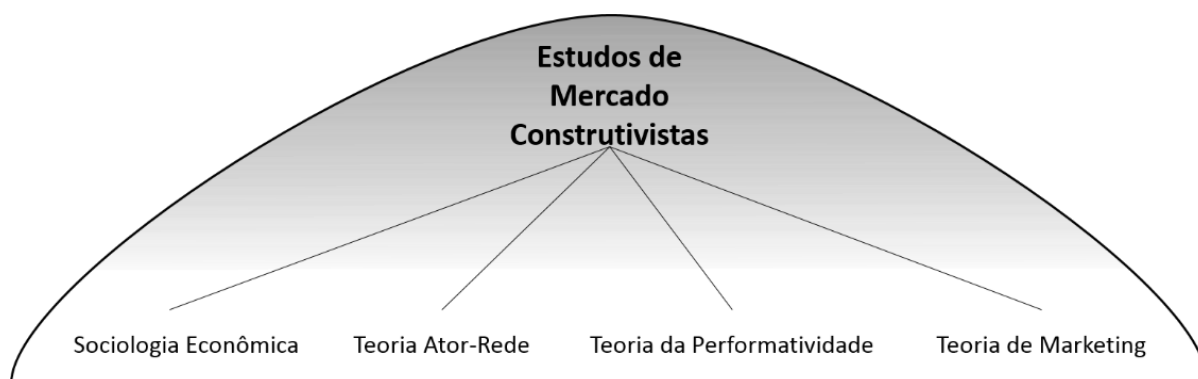 Estudos de
Mercado
Construtivistas
Sociologia Econômica
Teoria Ator-Rede
Teoria da Performatividade
Teoria de Marketing